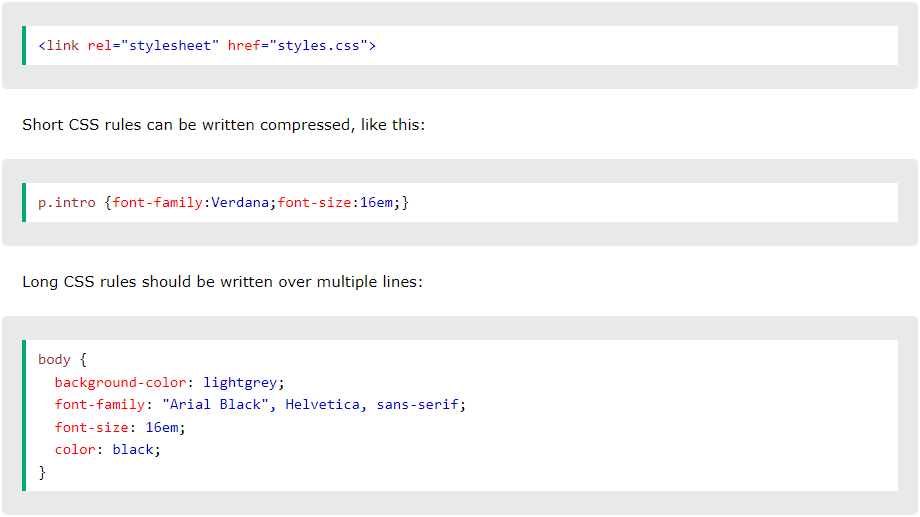 <link rel="stylesheet" href="styles.css">
Short CSS rules can be written compressed, like this:
p.intro {font-family:Verdana;font-size:16em;}
Long CSS rules should be written over multiple lines:
body {
  background-color: lightgrey;
  font-family: "Arial Black", Helvetica, sans-serif;
  font-size: 16em;
  color: black;
}